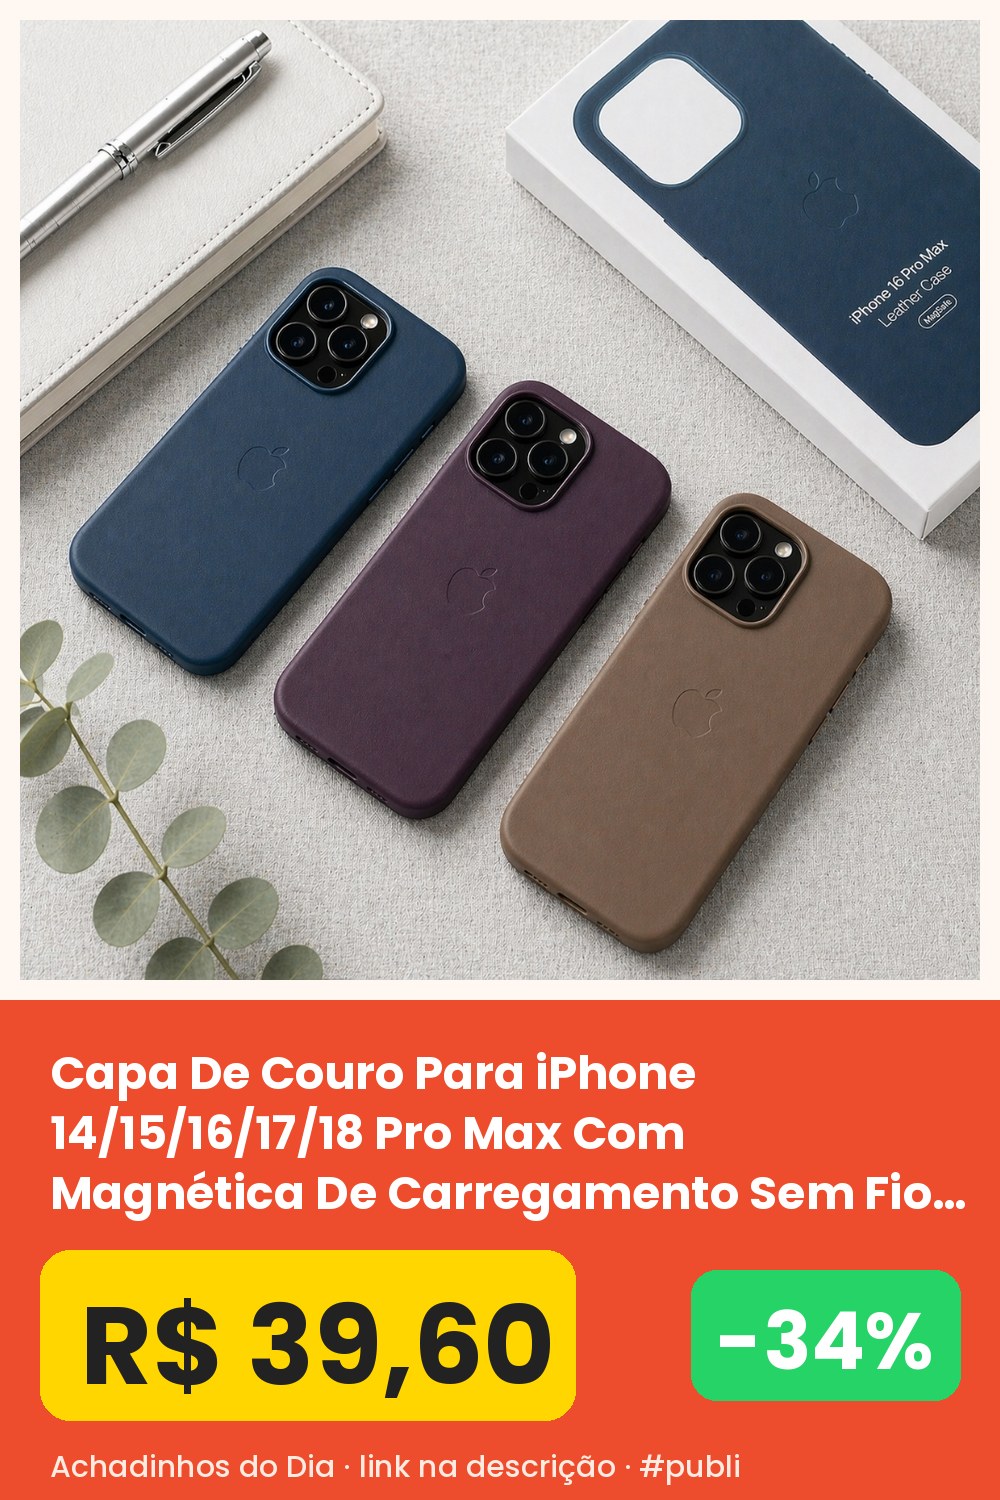 iPhone 16 Pro Max
Leather Case
MagSafe
Capa De Couro Para iPhone
14/15/16/17/18 Pro Max Com
Magnética De Carregamento Sem Fio...
R$ 39,60
-34%
Achadinhos do Dia · link na descrição · #publi